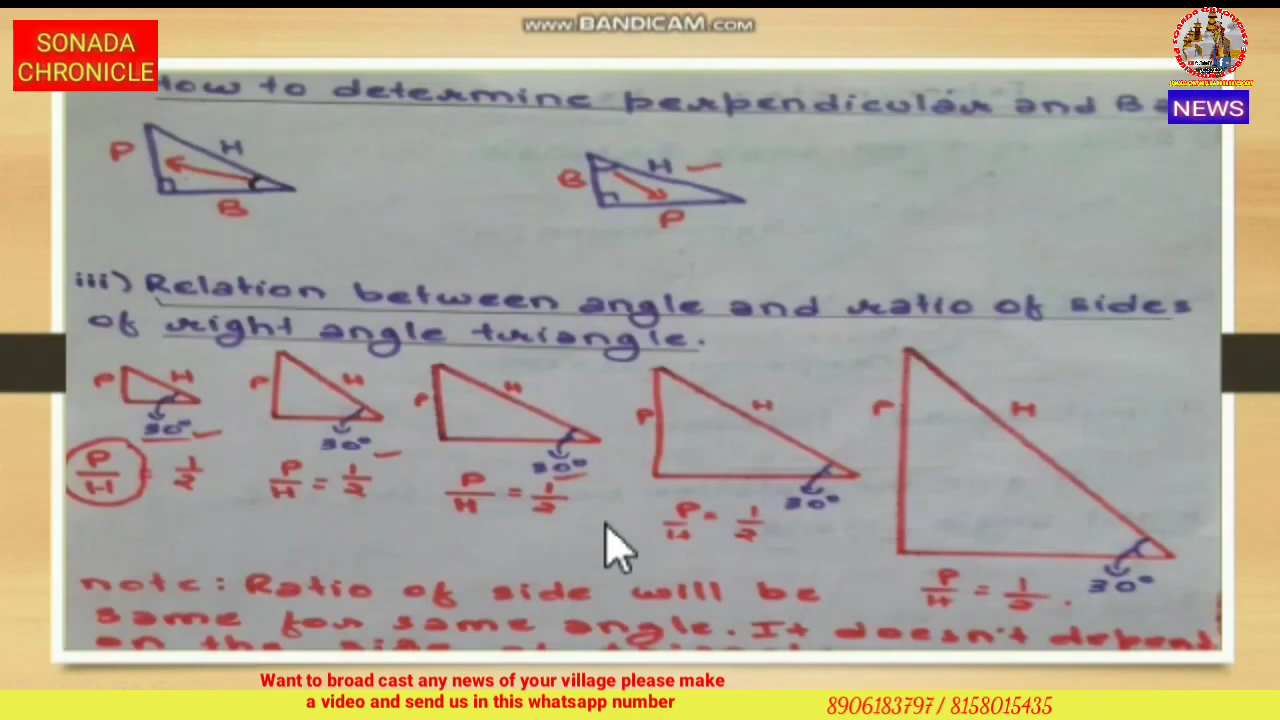 www.BANDICAM.com
SONADA
CHRONICLE
NEWS
How to determine perpendicular and Ba
P H B
B H P
iii) Relation between angle and ratio of sides
of right angle triangle.
P H P H P H P H P H
30° 30° 30° 30° 30°
P/H = 1/2 P/H = 1/2 P/H = 1/2 P/H = 1/2 P/H = 1/2.
note: Ratio of side will be
same for same angle. It doesn't depend
on the
Want to broad cast any news of your village please make
a video and send us in this whatsapp number
8906183797 / 8158015435